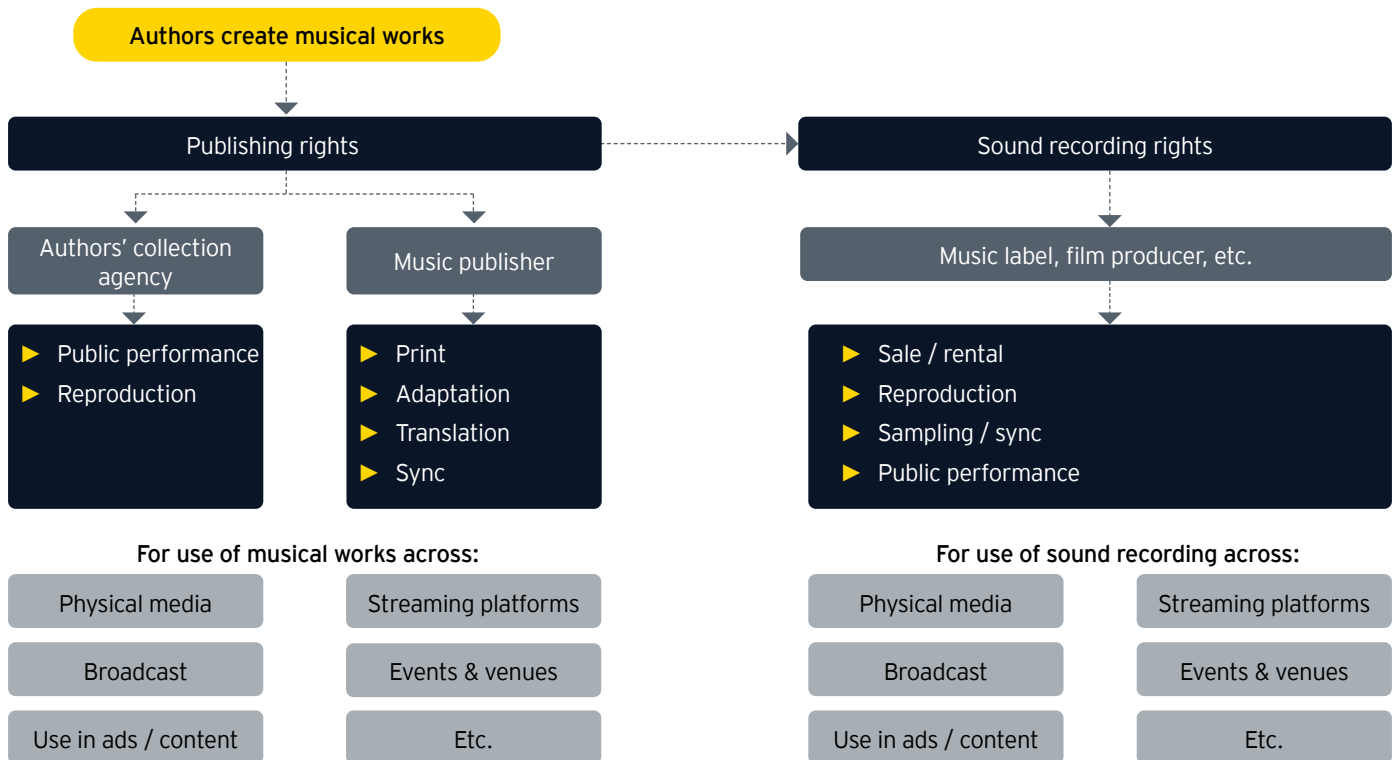 Authors create musical works
Publishing rights
Sound recording rights
Authors’ collection
agency
Music publisher
Music label, film producer, etc.
► Public performance
► Reproduction
► Print
► Adaptation
► Translation
► Sync
► Sale / rental
► Reproduction
► Sampling / sync
► Public performance
For use of musical works across:
Physical media
Streaming platforms
Broadcast
Events & venues
Use in ads / content
Etc.
For use of sound recording across:
Physical media
Streaming platforms
Broadcast
Events & venues
Use in ads / content
Etc.